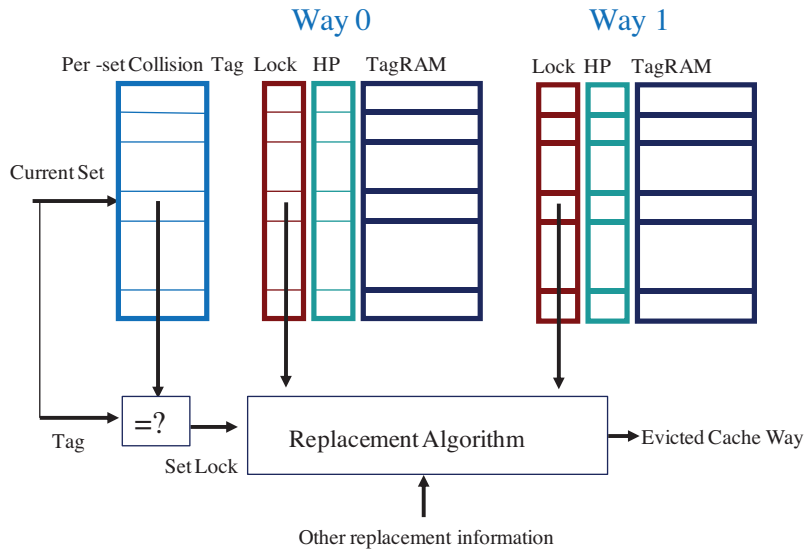 Way 0
Way 1
Per -set Collision Tag Lock HP TagRAM
Lock HP TagRAM
Current Set
=?
Tag
Set Lock
Replacement Algorithm
Evicted Cache Way
Other replacement information